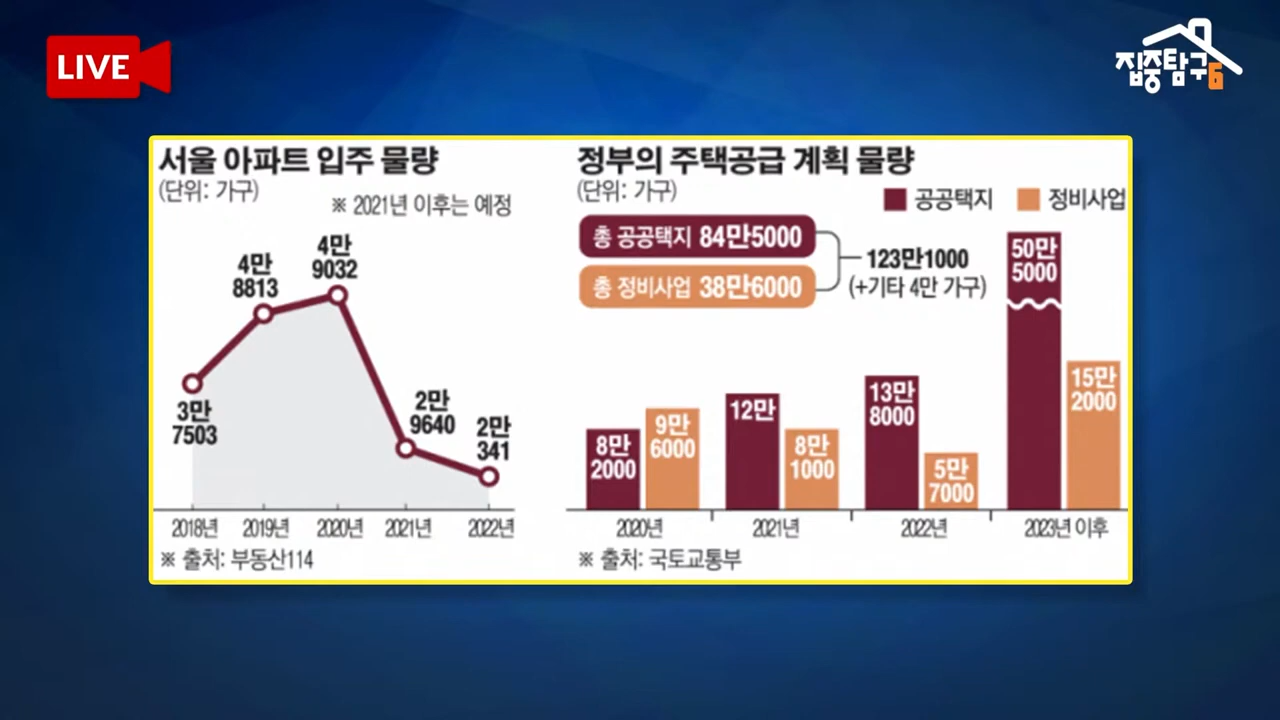 LIVE
집중탐구6
서울 아파트 입주 물량
(단위: 가구)
※ 2021년 이후는 예정
4만
9032
4만
8813
3만
7503
2만
9640
2만
341
2018년 2019년 2020년 2021년 2022년
※ 출처: 부동산114
정부의 주택공급 계획 물량
(단위: 가구)
공공택지 정비사업
총 공공택지 84만5000
총 정비사업 38만6000
123만1000
(+기타 4만 가구)
8만
2000
9만
6000
12만
8만
1000
13만
8000
5만
7000
50만
5000
15만
2000
2020년 2021년 2022년 2023년 이후
※ 출처: 국토교통부